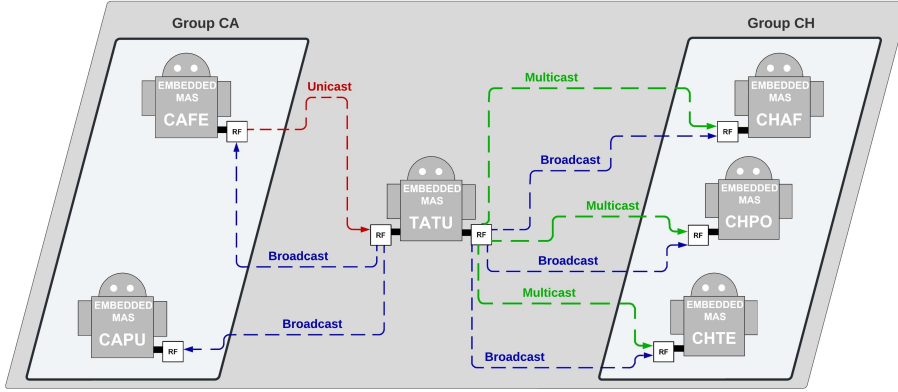 Group CA
Group CH
EMBEDDED
MAS
CAFE
RF
Unicast
Multicast
EMBEDDED
MAS
CHAF
RF
Broadcast
EMBEDDED
MAS
TATU
RF
RF
Multicast
EMBEDDED
MAS
CHPO
RF
Broadcast
Broadcast
Multicast
EMBEDDED
MAS
CAPU
RF
Broadcast
EMBEDDED
MAS
CHTE
RF
Broadcast